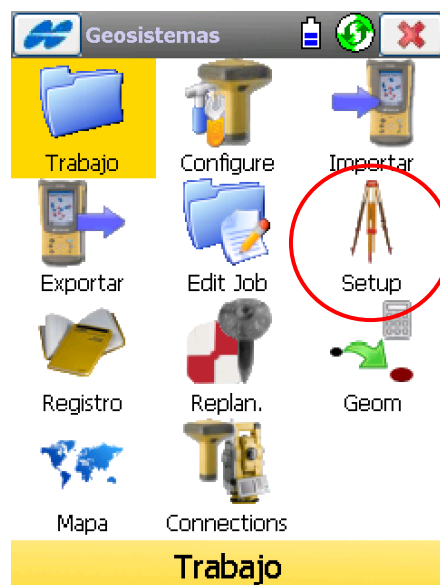 Geosistemas
Trabajo Configure Importar
Exportar Edit Job Setup
Registro Replan. Geom
Mapa Connections
Trabajo